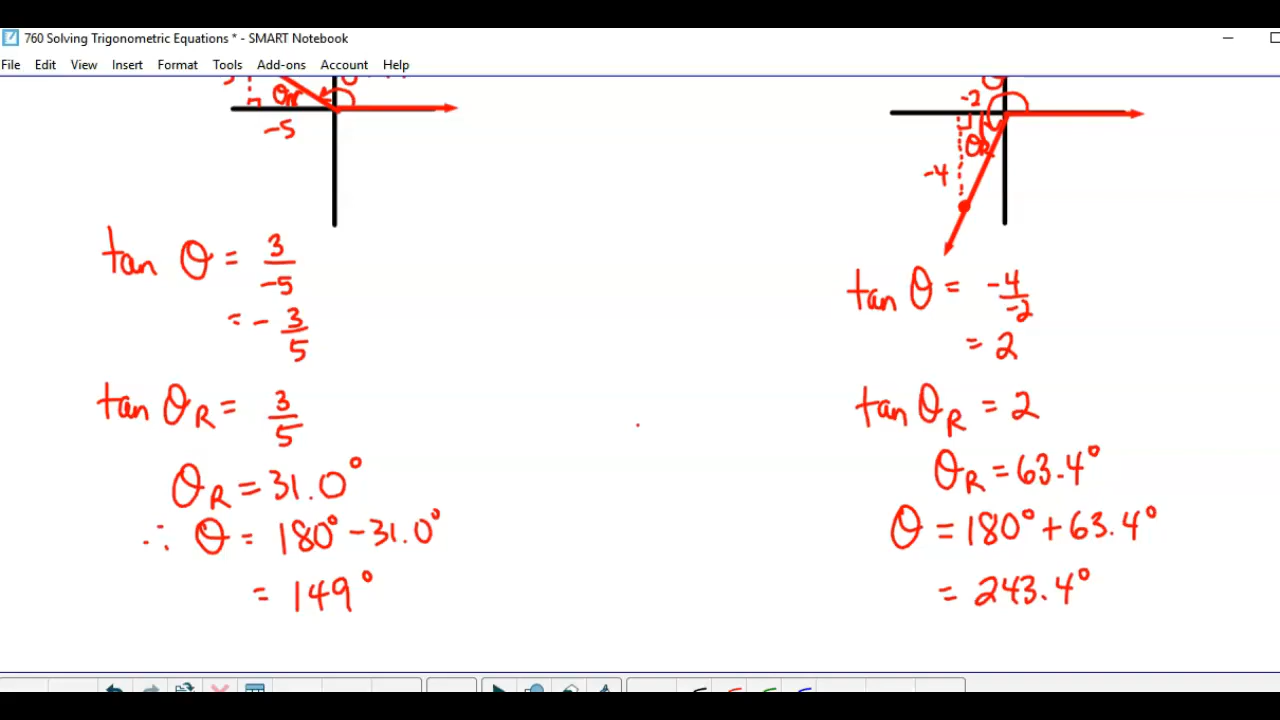 760 Solving Trigonometric Equations * - SMART Notebook
File Edit View Insert Format Tools Add-ons Account Help
θR
-5
tan θ = 3/-5
= - 3/5
tan θR = 3/5
θR = 31.0°
∴ θ = 180° - 31.0°
= 149°
-2
θR
-4
tan θ = -4/-2
= 2
tan θR = 2
θR = 63.4°
θ = 180° + 63.4°
= 243.4°